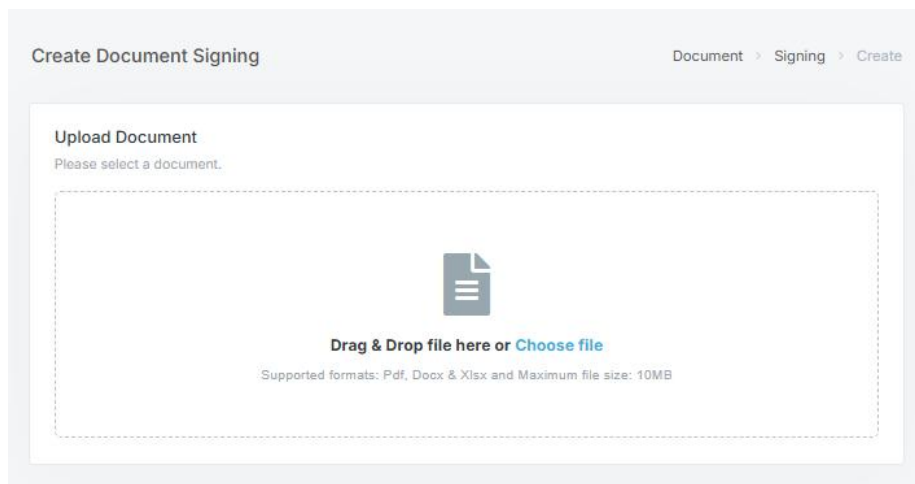 Create Document Signing
Document > Signing > Create
Upload Document
Please select a document.
Drag & Drop file here or Choose file
Supported formats: Pdf, Docx & Xlsx and Maximum file size: 10MB